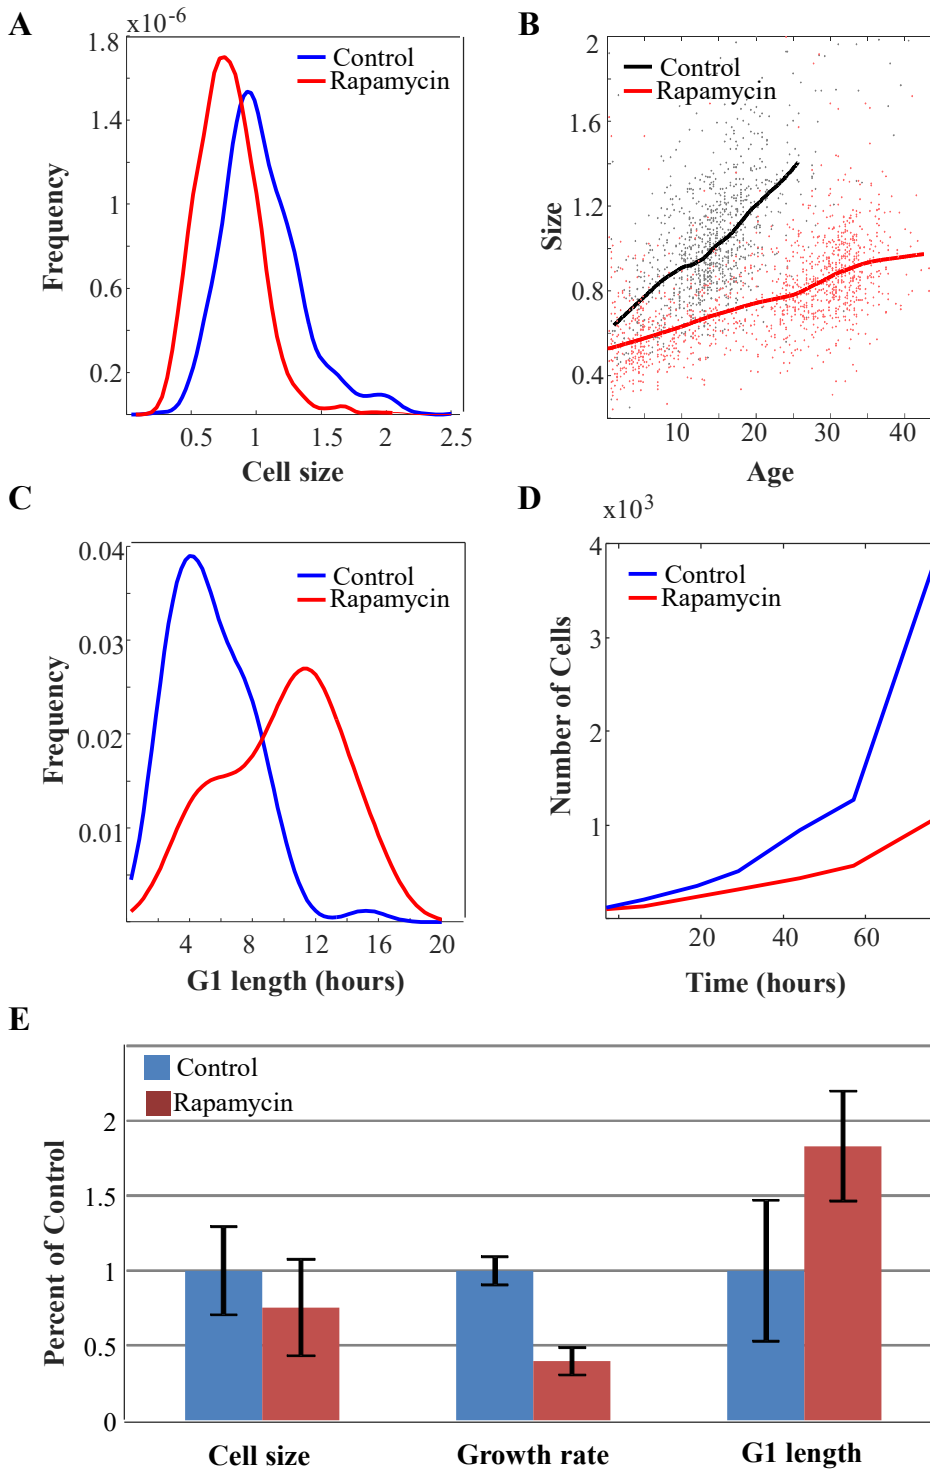 A
x10^-6
1.8
1.4
1
0.6
0.2
Frequency
Control
Rapamycin
0.5
1
1.5
2
2.5
Cell size
B
2
1.6
1.2
0.8
0.4
Size
Control
Rapamycin
10
20
30
40
Age
C
0.04
0.03
0.02
0.01
Frequency
Control
Rapamycin
4
8
12
16
20
G1 length (hours)
D
x10^3
4
3
2
1
Number of Cells
Control
Rapamycin
20
40
60
Time (hours)
E
Control
Rapamycin
2
1.5
1
0.5
0
Percent of Control
Cell size
Growth rate
G1 length